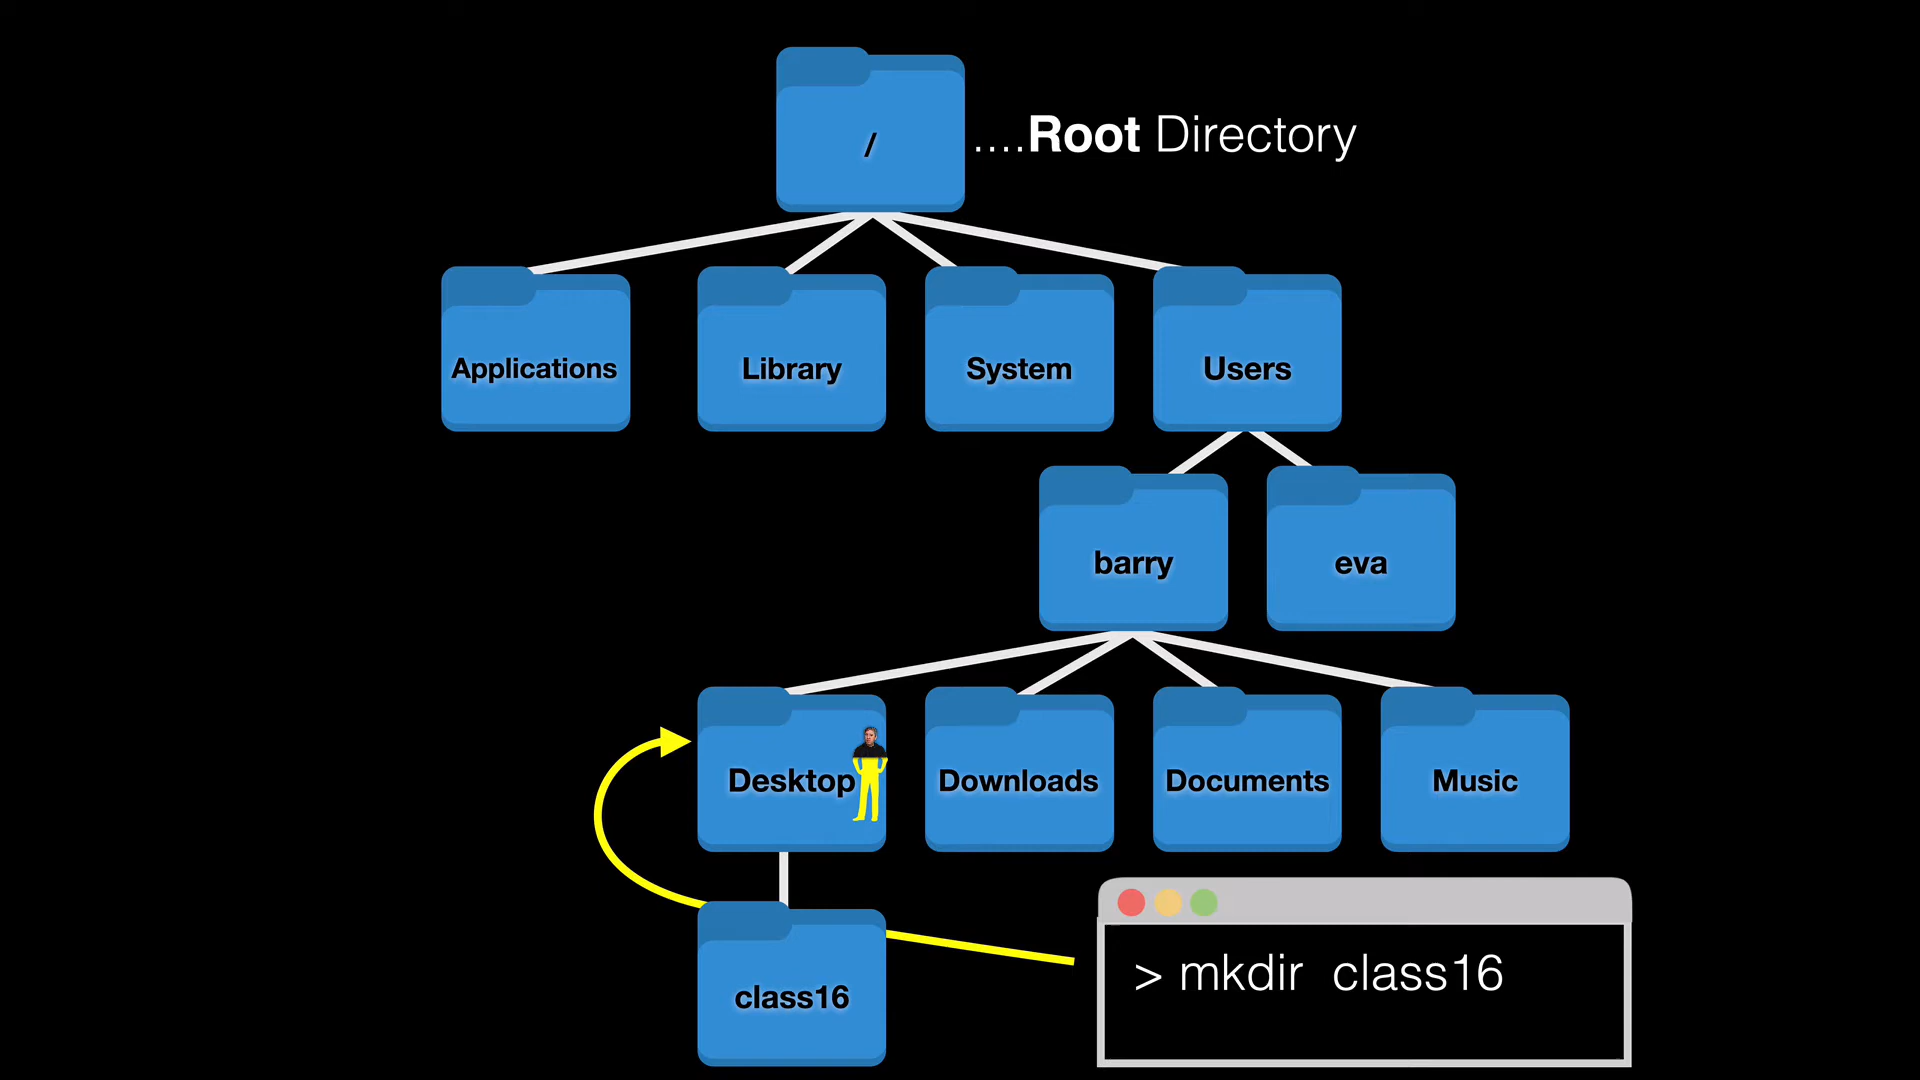 /
....Root Directory
Applications
Library
System
Users
barry
eva
Desktop
Downloads
Documents
Music
class16
> mkdir class16